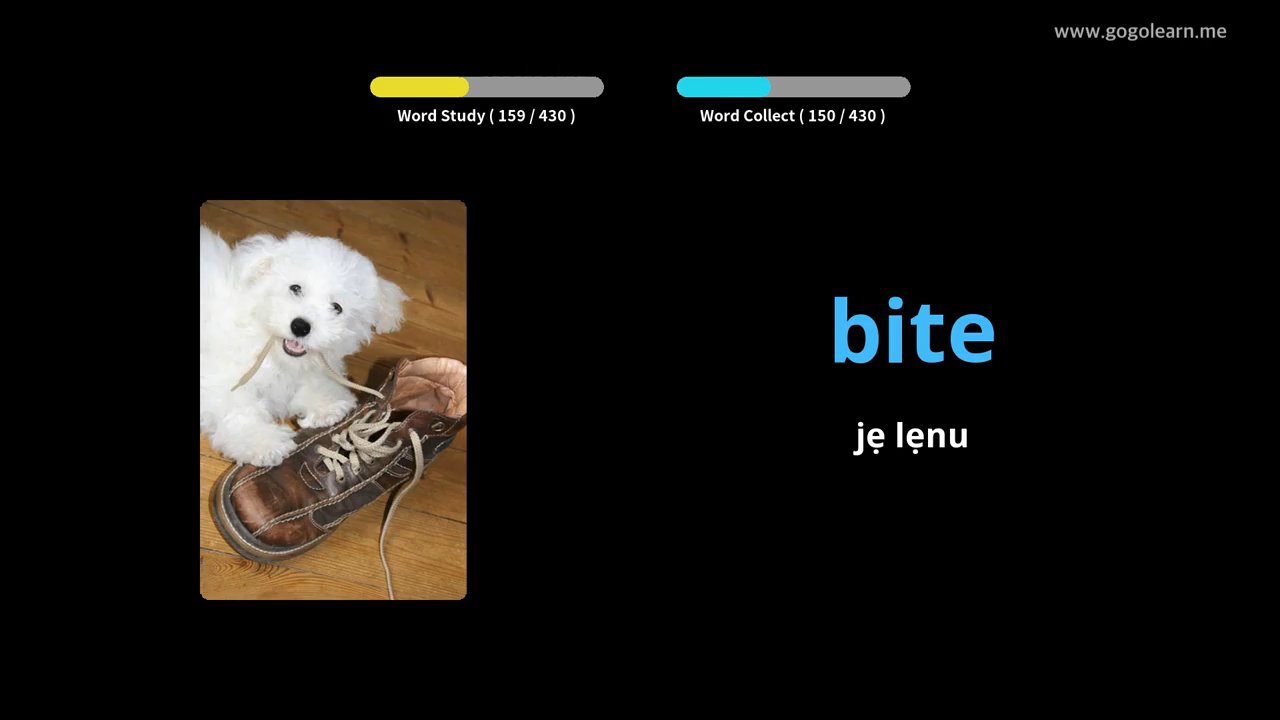 www.gogolearn.me
Word Study ( 159 / 430 )
Word Collect ( 150 / 430 )
bite
jẹ lẹnu